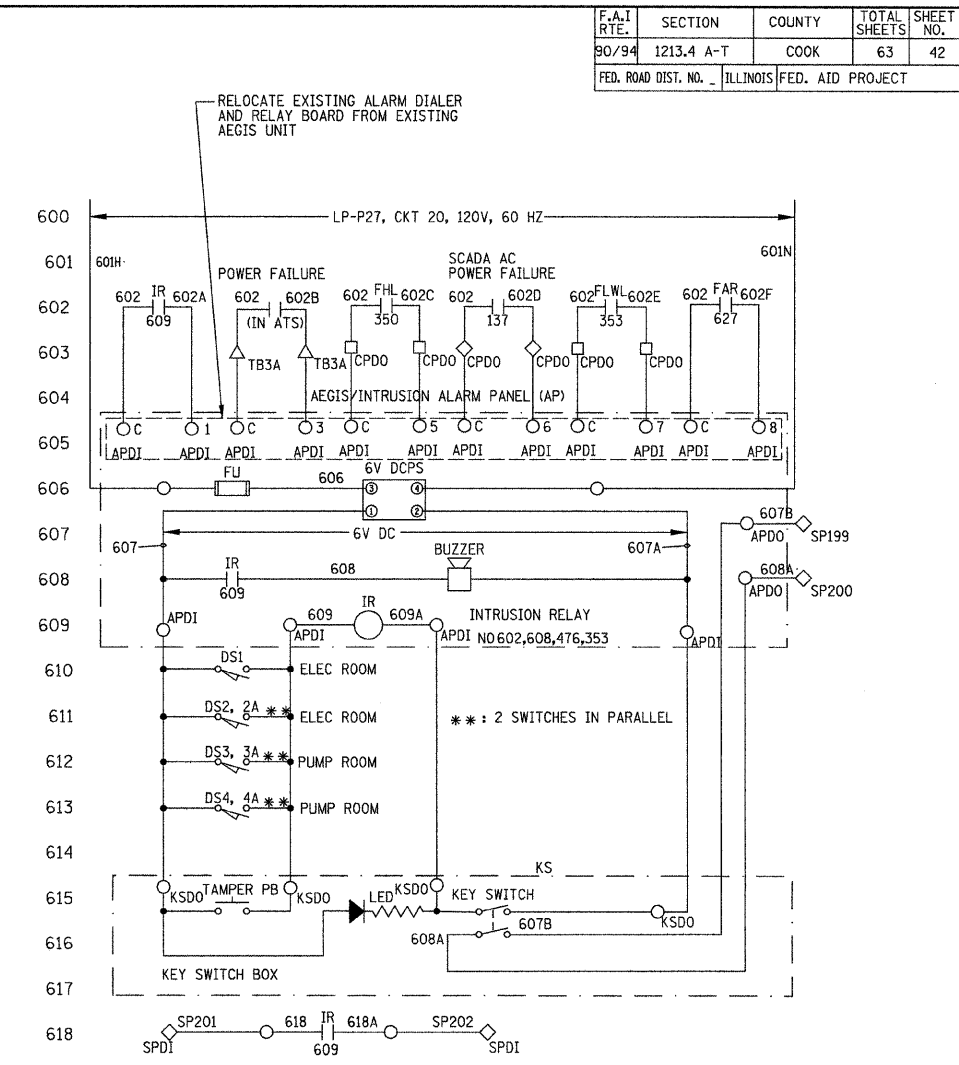 F.A.I RTE. SECTION COUNTY TOTAL SHEETS SHEET NO.
90/94 1213.4 A-T COOK 63 42
FED. ROAD DIST. NO. _ ILLINOIS FED. AID PROJECT
RELOCATE EXISTING ALARM DIALER
AND RELAY BOARD FROM EXISTING
AEGIS UNIT
600 LP-P27, CKT 20, 120V, 60 HZ
601 601H POWER FAILURE SCADA AC POWER FAILURE 601N
602 602 IR 602A 602 602B 602 FHL 602C 602 602D 602 FLWL 602E 602 FAR 602F
609 (IN ATS) 350 137 353 627
603 TB3A TB3A CPDO CPDO CPDO CPDO CPDO CPDO
604 AEGIS/INTRUSION ALARM PANEL (AP)
605 C 1 C 3 C 5 C 6 C 7 C 8
APDI APDI APDI APDI APDI APDI APDI APDI APDI APDI APDI APDI
606 FU 606 6V DCPS
3 4
1 2
607 607 6V DC 607A 607B
APDO SP199
608 IR 608 BUZZER 608A
609 APDO SP200
609 APDI 609 IR 609A INTRUSION RELAY
APDI APDI NO602,608,476,353 APDI
610 DS1 ELEC ROOM
611 DS2, 2A ** ELEC ROOM **: 2 SWITCHES IN PARALLEL
612 DS3, 3A ** PUMP ROOM
613 DS4, 4A ** PUMP ROOM
614
KS
615 KSDO TAMPER PB KSDO LED KSDO KEY SWITCH
607B KSDO
616 608A
KEY SWITCH BOX
617
618 SP201 618 IR 618A SP202
SPDI 609 SPDI